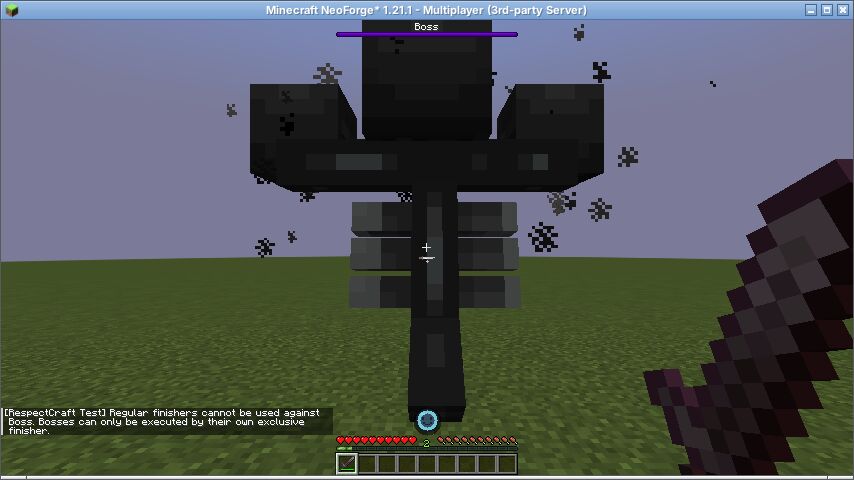 Minecraft NeoForge* 1.21.1 - Multiplayer (3rd-party Server)
Boss
[RespectCraft Test] Regular finishers cannot be used against
Boss. Bosses can only be executed by their own exclusive
finisher.
2